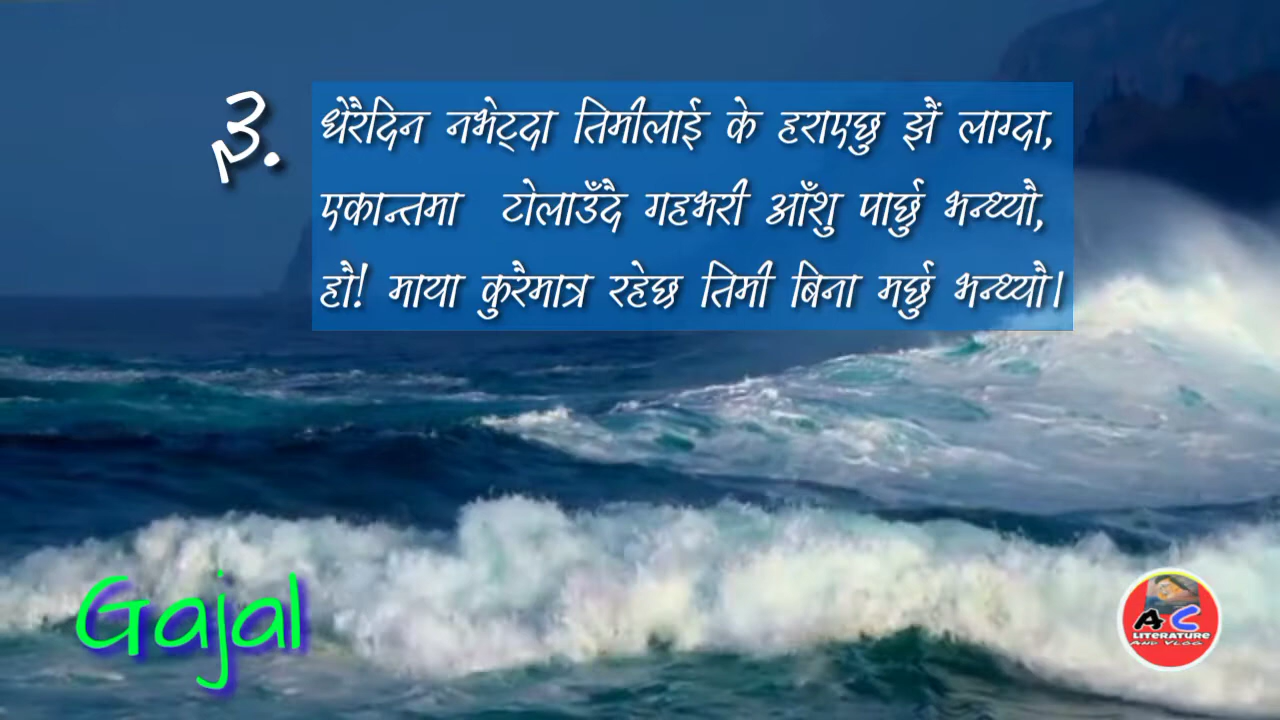 ३.
धेरैदिन नभेट्दा तिमीलाई के हराएछु झैं लाग्दा,
एकान्तमा टोलाउँदै गहभरी आँशु पार्छु भन्थ्यौ,
हौ! माया कुरैमात्र रहेछ तिमी बिना मर्छु भन्थ्यौ।
Gajal
AC
LITERATURE
AND VLOG